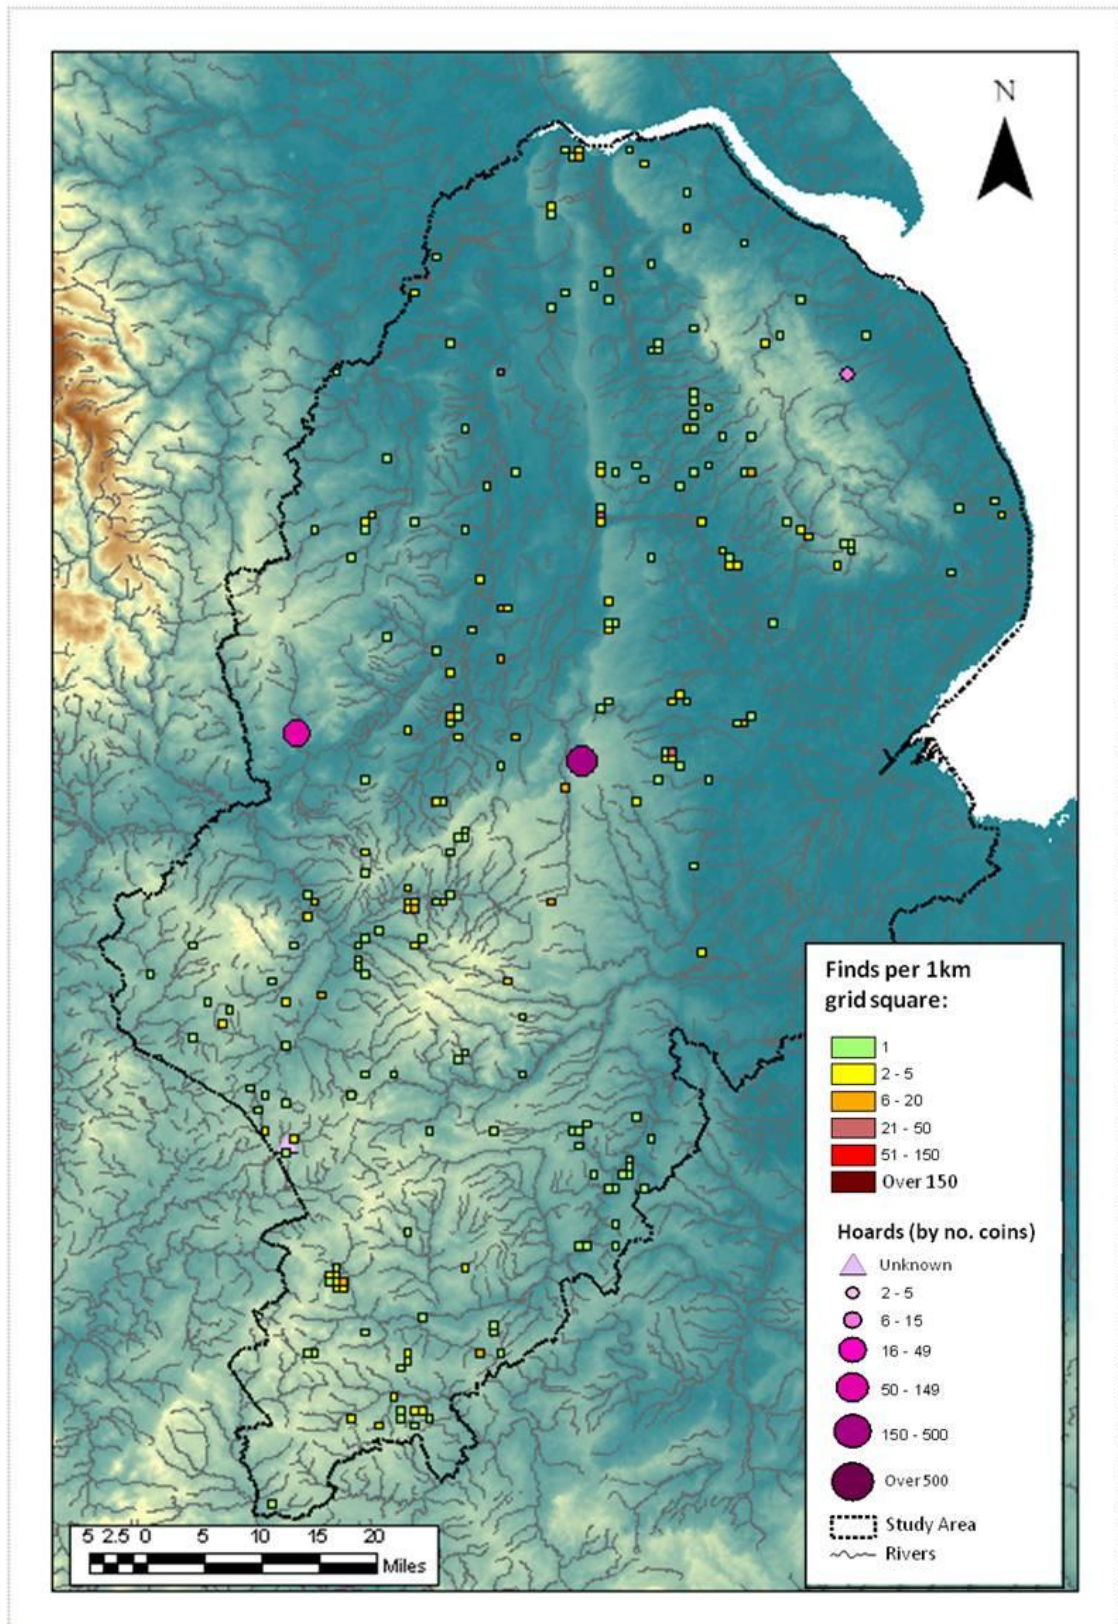 N
Finds per 1km
grid square:
1
2 - 5
6 - 20
21 - 50
51 - 150
Over 150
Hoards (by no. coins)
Unknown
2 - 5
6 - 15
16 - 49
50 - 149
150 - 500
Over 500
Study Area
Rivers
5 2.5 0 5 10 15 20
Miles